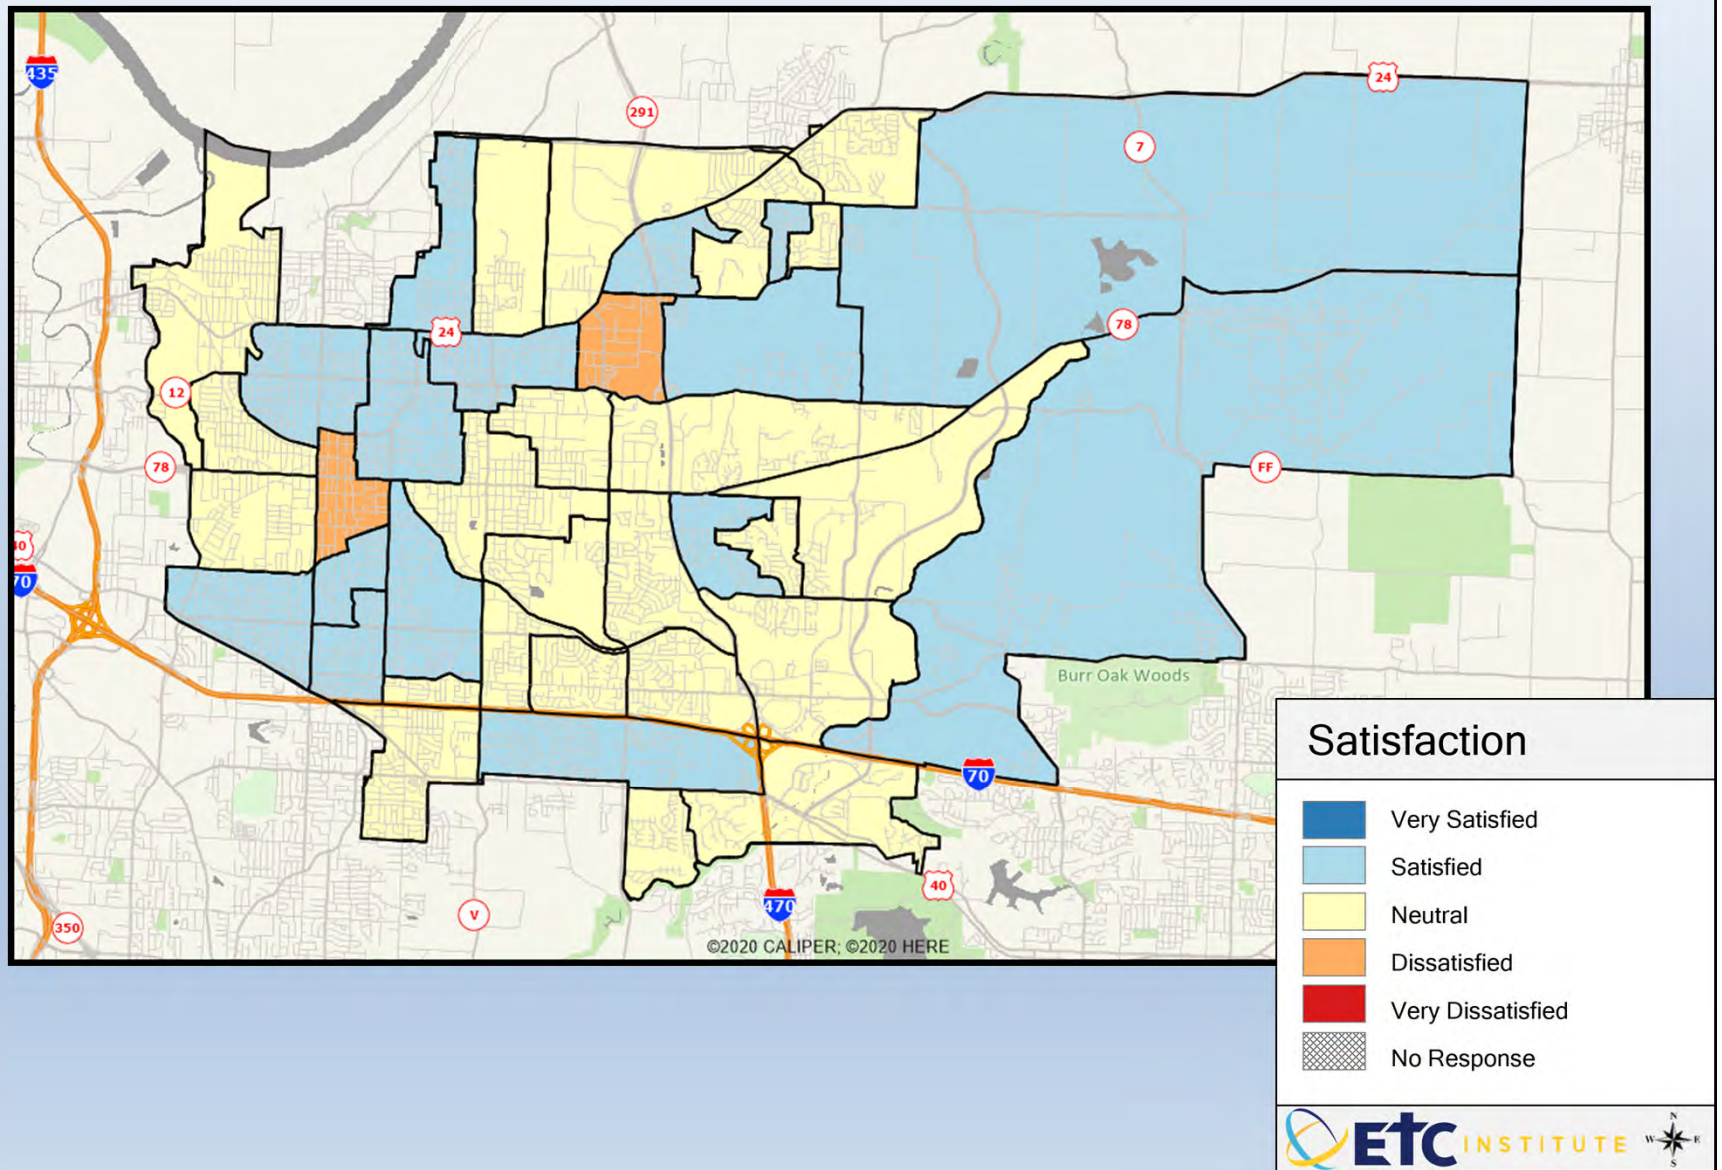 24
435
291
7
24
78
12
78
FF
40
70
Burr Oak Woods
70
40
470
V
350
©2020 CALIPER; ©2020 HERE
Satisfaction
Very Satisfied
Satisfied
Neutral
Dissatisfied
Very Dissatisfied
No Response
ETC INSTITUTE
N
W E
S